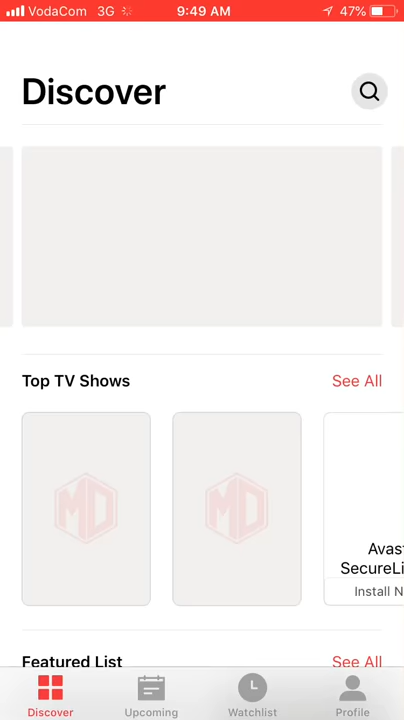 VodaCom 3G 9:49 AM 47%
Discover
Top TV Shows See All
MD MD
Avast
SecureLi
Install N
Featured List See All
Discover Upcoming Watchlist Profile